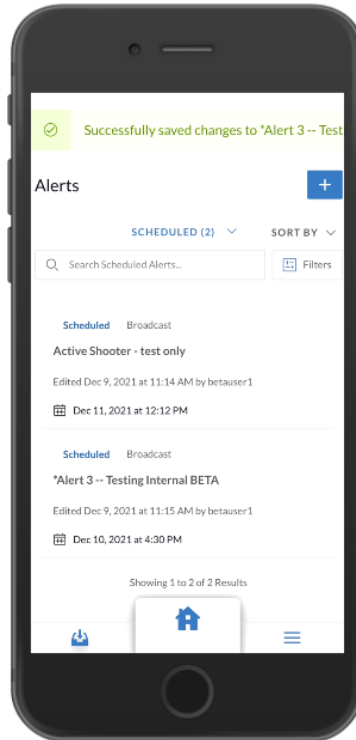 Successfully saved changes to "Alert 3 -- Test
Alerts
SCHEDULED (2) SORT BY
Search Scheduled Alerts... Filters
Scheduled Broadcast
Active Shooter - test only
Edited Dec 9, 2021 at 11:14 AM by betauser1
Dec 11, 2021 at 12:12 PM
Scheduled Broadcast
*Alert 3 -- Testing Internal BETA
Edited Dec 9, 2021 at 11:15 AM by betauser1
Dec 10, 2021 at 4:30 PM
Showing 1 to 2 of 2 Results